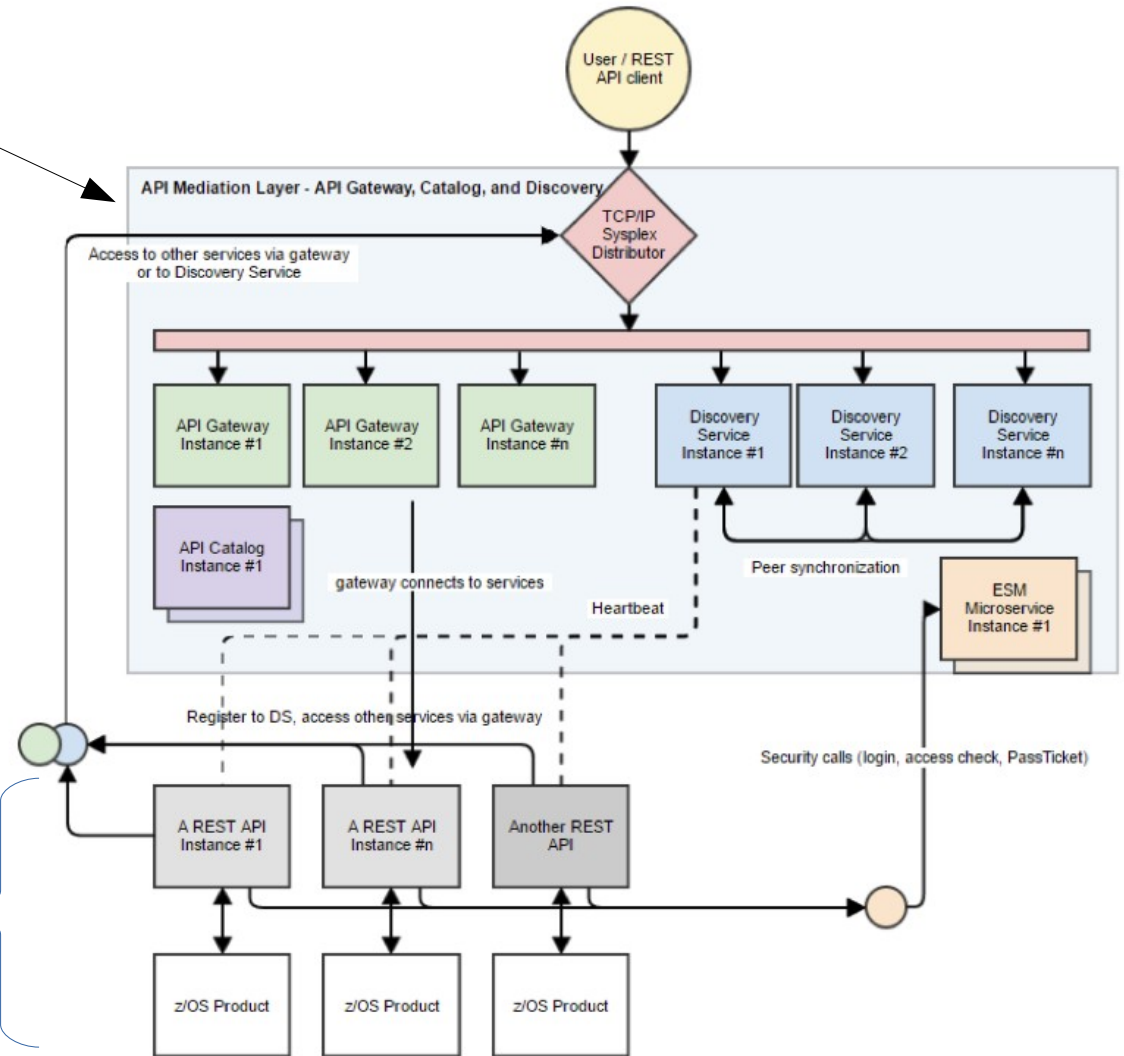 User / REST
API client
API Mediation Layer - API Gateway, Catalog, and Discovery
TCP/IP
Sysplex
Distributor
Access to other services via gateway
or to Discovery Service
API Gateway
Instance #1
API Gateway
Instance #2
API Gateway
Instance #n
Discovery
Service
Instance #1
Discovery
Service
Instance #2
Discovery
Service
Instance #n
API Catalog
Instance #1
gateway connects to services
Peer synchronization
Heartbeat
ESM
Microservice
Instance #1
Register to DS, access other services via gateway
Security calls (login, access check, PassTicket)
A REST API
Instance #1
A REST API
Instance #n
Another REST
API
z/OS Product
z/OS Product
z/OS Product